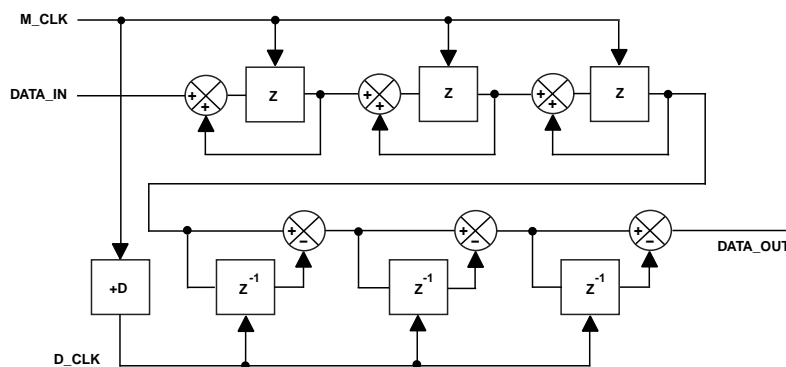 M_CLK
DATA_IN
+ + Z
+ + Z
+ + Z
+ −
+ −
+ −
DATA_OUT
+D
Z-1
Z-1
Z-1
D_CLK